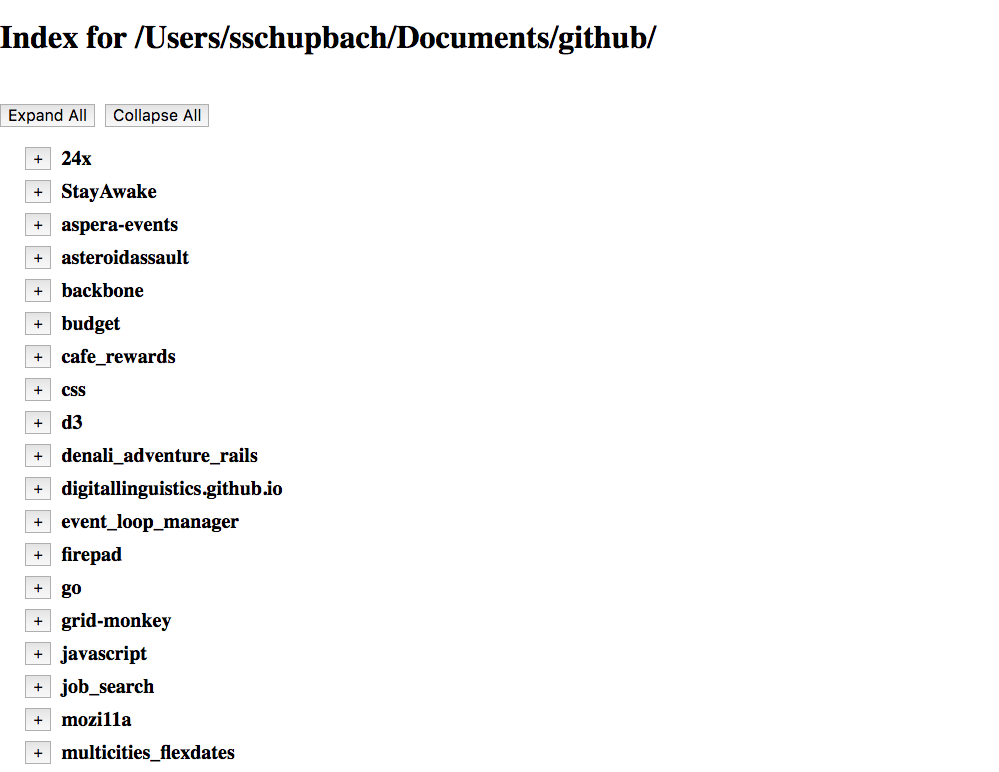 Index for /Users/sschupbach/Documents/github/
Expand All Collapse All
+ 24x
+ StayAwake
+ aspera-events
+ asteroidassault
+ backbone
+ budget
+ cafe_rewards
+ css
+ d3
+ denali_adventure_rails
+ digitallinguistics.github.io
+ event_loop_manager
+ firepad
+ go
+ grid-monkey
+ javascript
+ job_search
+ mozi11a
+ multicities_flexdates